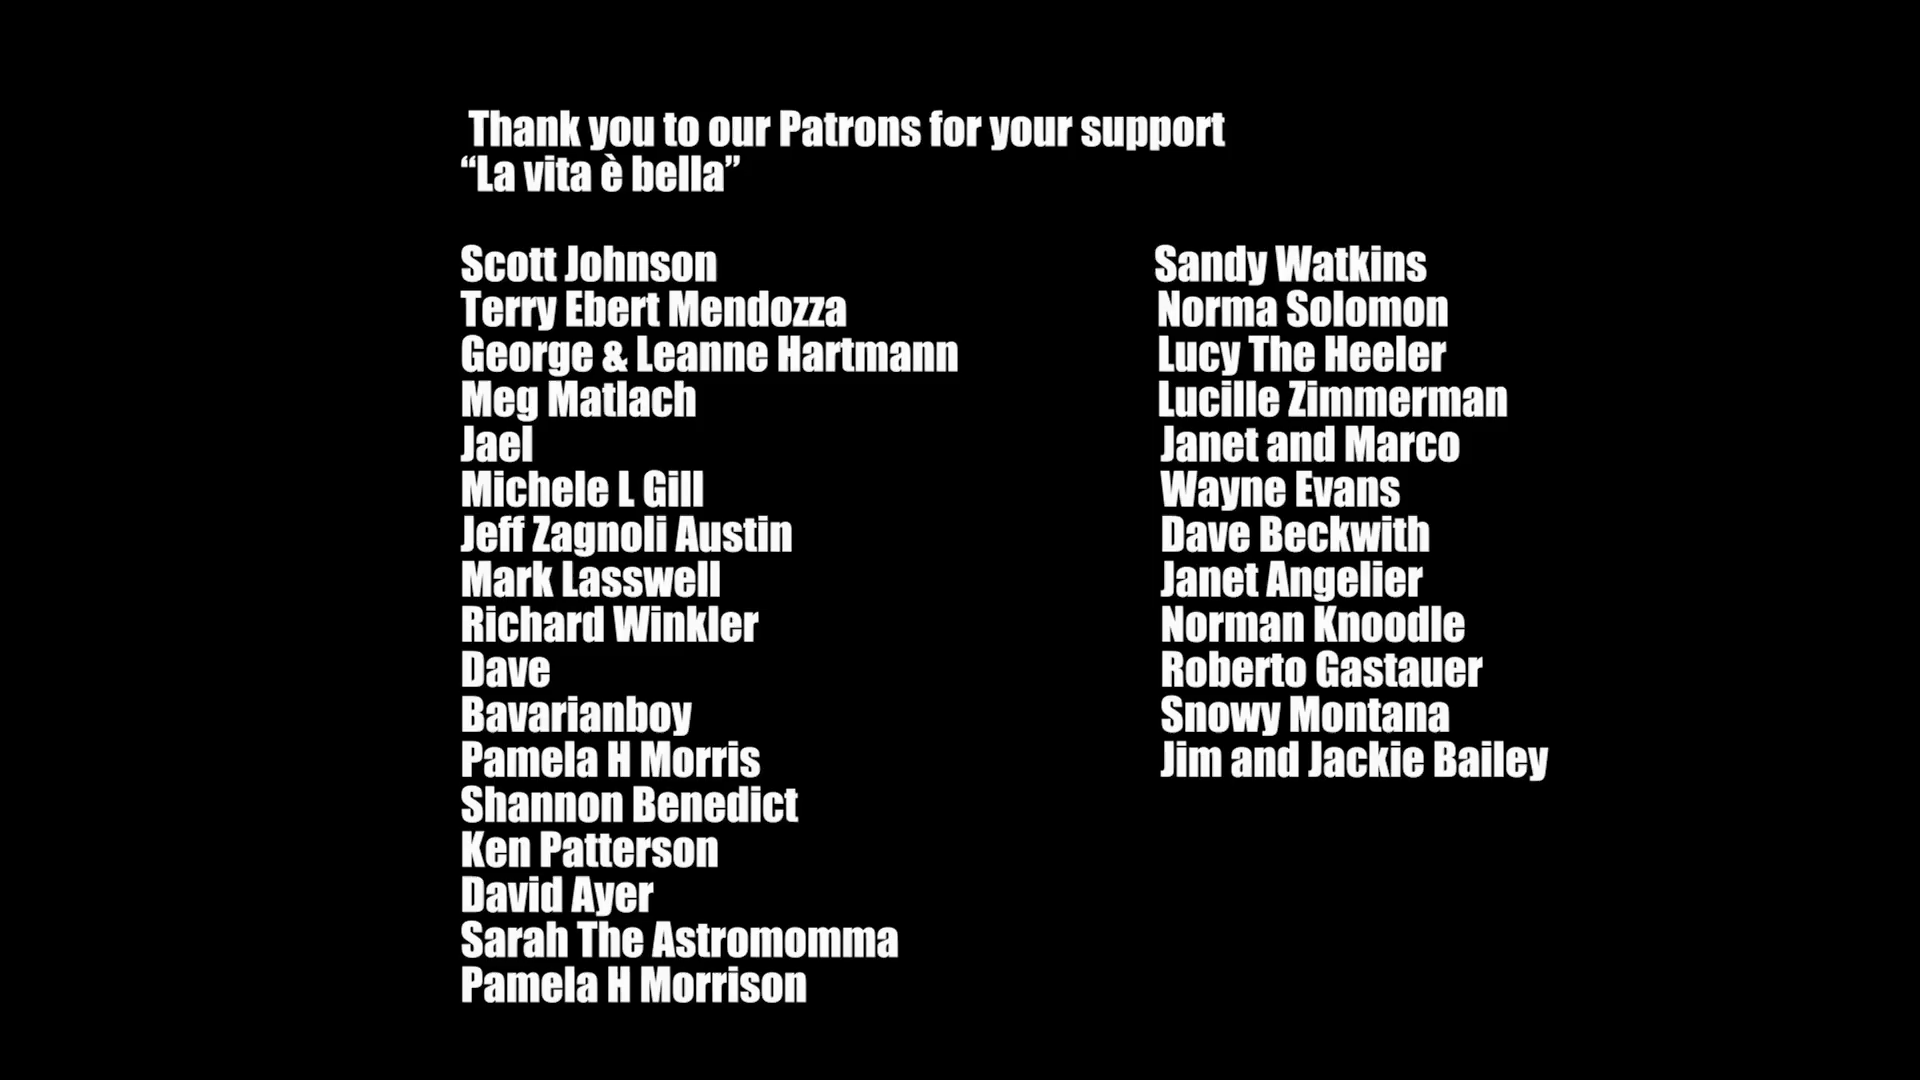 Thank you to our Patrons for your support
“La vita è bella”
Scott Johnson
Terry Ebert Mendozza
George & Leanne Hartmann
Meg Matlach
Jael
Michele L Gill
Jeff Zagnoli Austin
Mark Lasswell
Richard Winkler
Dave
Bavarianboy
Pamela H Morris
Shannon Benedict
Ken Patterson
David Ayer
Sarah The Astromomma
Pamela H Morrison
Sandy Watkins
Norma Solomon
Lucy The Heeler
Lucille Zimmerman
Janet and Marco
Wayne Evans
Dave Beckwith
Janet Angelier
Norman Knoodle
Roberto Gastauer
Snowy Montana
Jim and Jackie Bailey